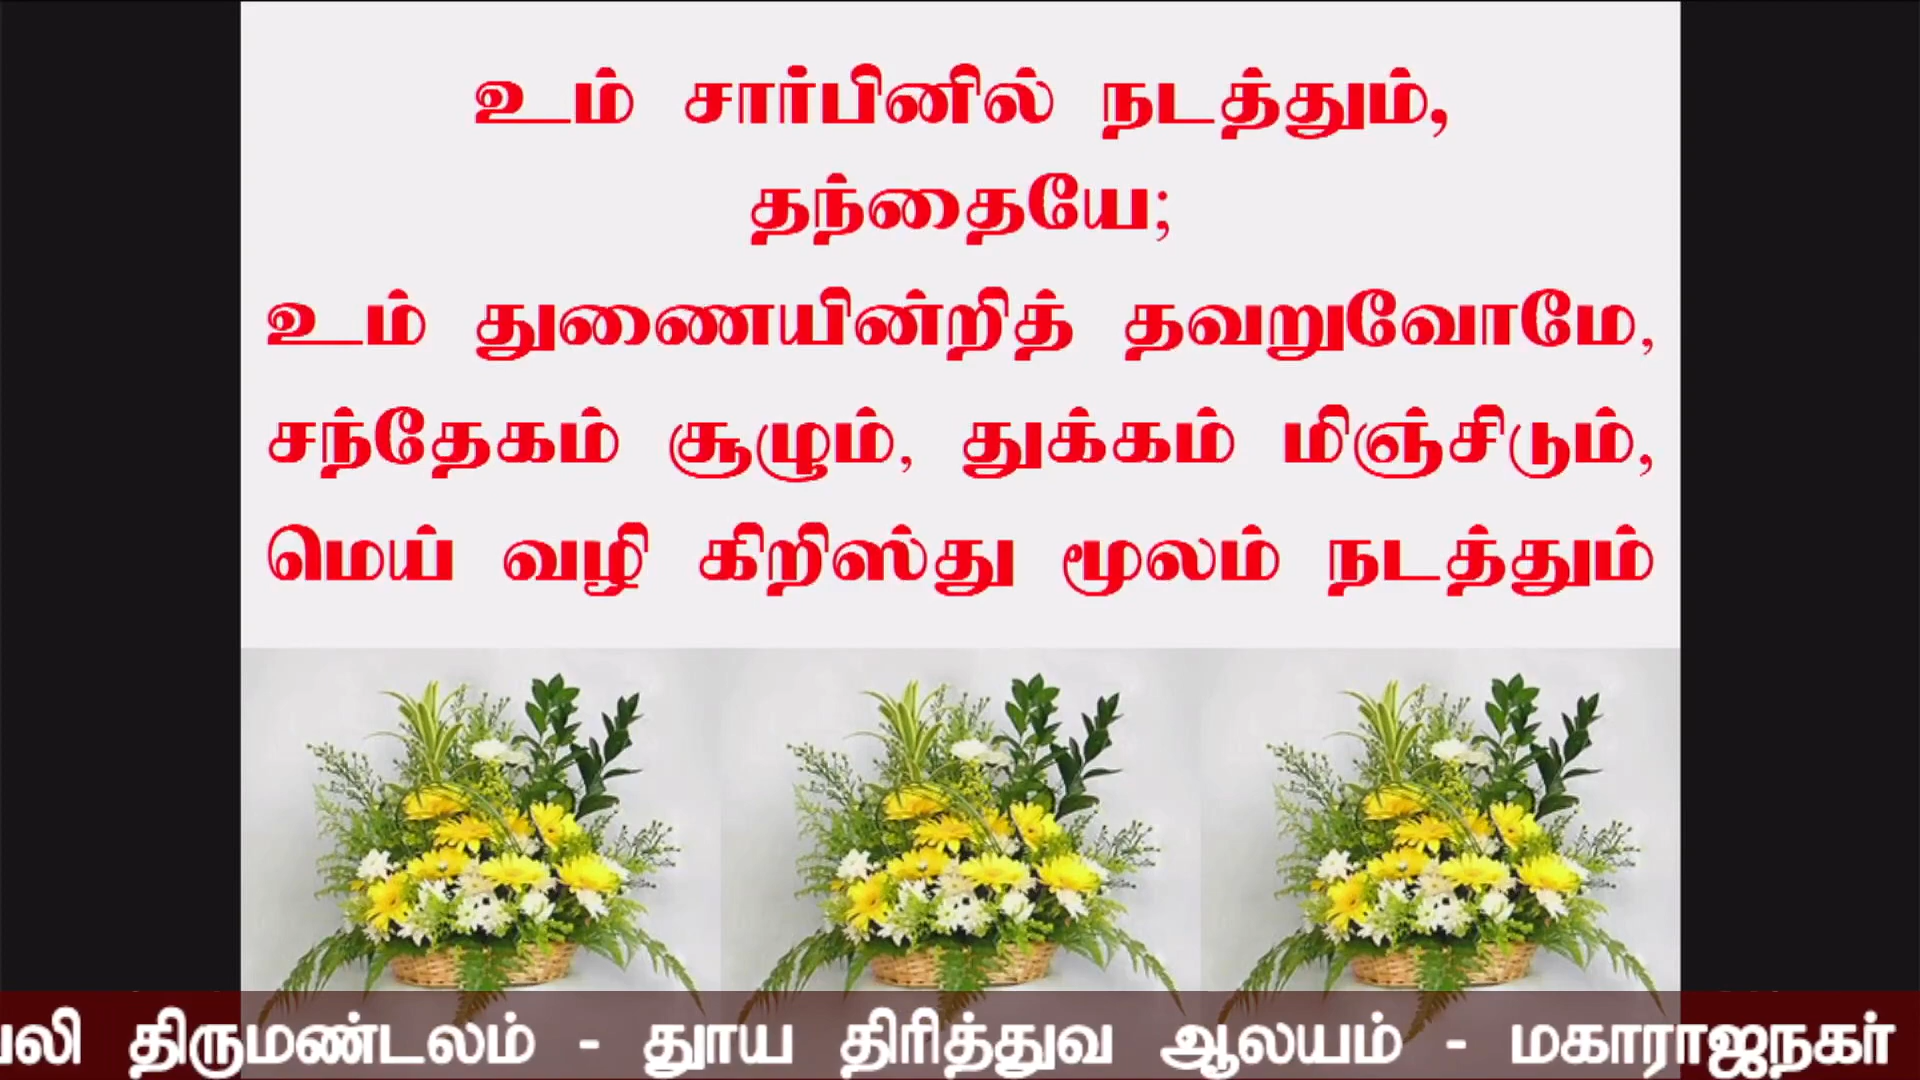 உம் சார்பினில் நடத்தும்,
தந்தையே;
உம் துணையின்றித் தவறுவோமே,
சந்தேகம் சூழும், துக்கம் மிஞ்சிடும்,
மெய் வழி கிறிஸ்து மூலம் நடத்தும்
திருமண்டலம் - தூய திரித்துவ ஆலயம் - மகாராஜநகர்